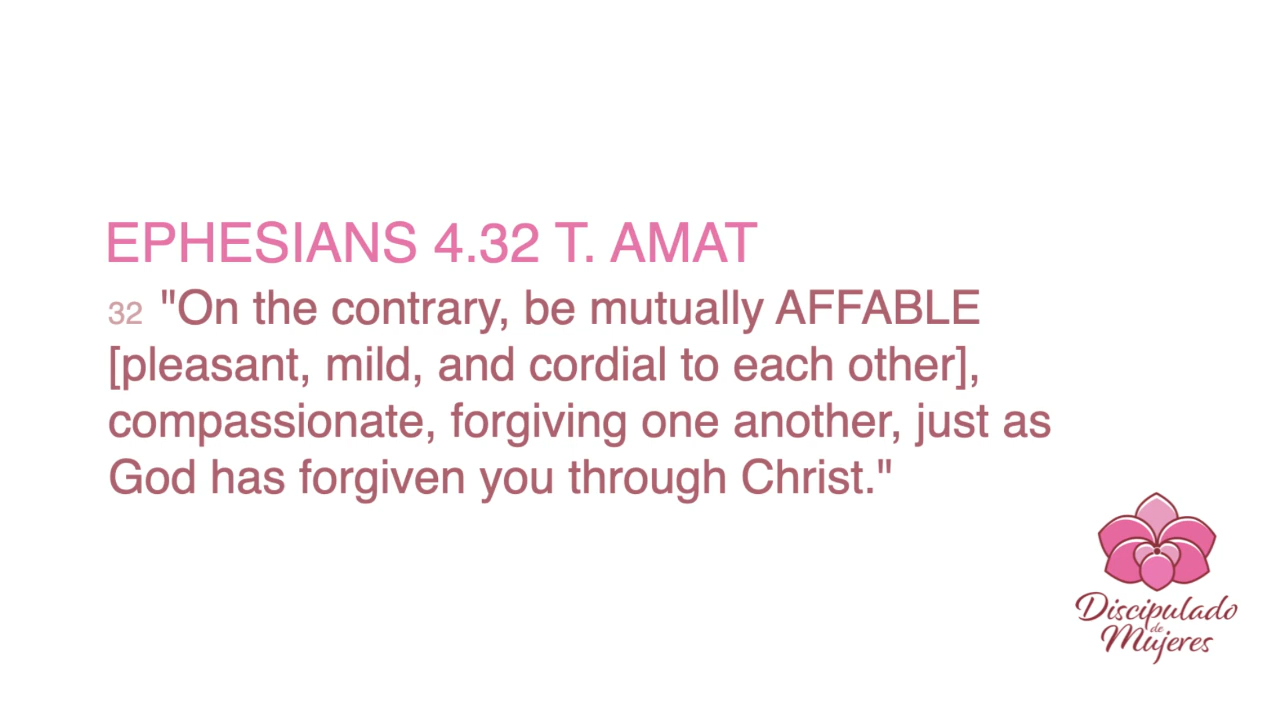 EPHESIANS 4.32 T. AMAT
32 "On the contrary, be mutually AFFABLE
[pleasant, mild, and cordial to each other],
compassionate, forgiving one another, just as
God has forgiven you through Christ."
Discipulado
de
Mujeres